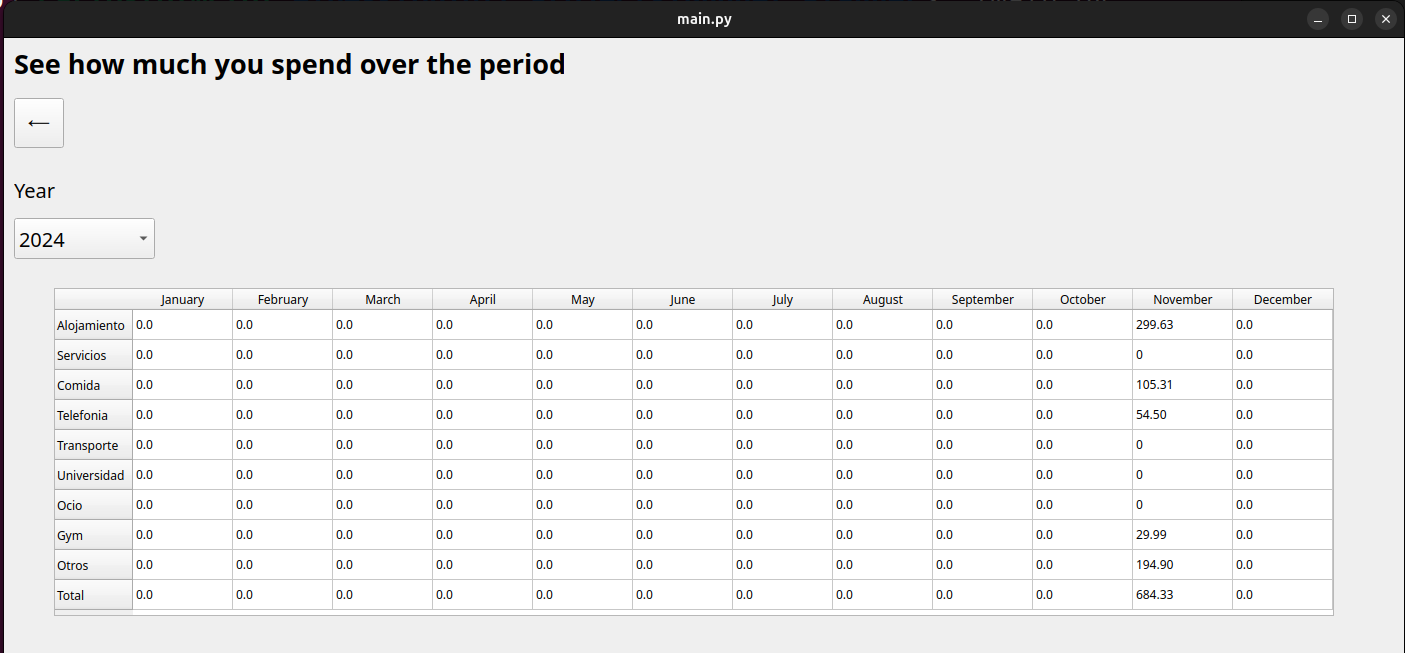 main.py
See how much you spend over the period
←
Year
2024
January February March April May June July August September October November December
Alojamiento 0.0 0.0 0.0 0.0 0.0 0.0 0.0 0.0 0.0 0.0 299.63 0.0
Servicios 0.0 0.0 0.0 0.0 0.0 0.0 0.0 0.0 0.0 0.0 0 0.0
Comida 0.0 0.0 0.0 0.0 0.0 0.0 0.0 0.0 0.0 0.0 105.31 0.0
Telefonia 0.0 0.0 0.0 0.0 0.0 0.0 0.0 0.0 0.0 0.0 54.50 0.0
Transporte 0.0 0.0 0.0 0.0 0.0 0.0 0.0 0.0 0.0 0.0 0 0.0
Universidad 0.0 0.0 0.0 0.0 0.0 0.0 0.0 0.0 0.0 0.0 0 0.0
Ocio 0.0 0.0 0.0 0.0 0.0 0.0 0.0 0.0 0.0 0.0 0 0.0
Gym 0.0 0.0 0.0 0.0 0.0 0.0 0.0 0.0 0.0 0.0 29.99 0.0
Otros 0.0 0.0 0.0 0.0 0.0 0.0 0.0 0.0 0.0 0.0 194.90 0.0
Total 0.0 0.0 0.0 0.0 0.0 0.0 0.0 0.0 0.0 0.0 684.33 0.0